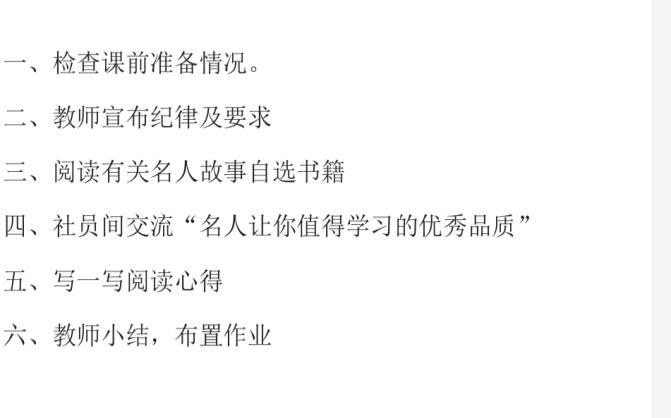 一、检查课前准备情况。
二、教师宣布纪律及要求
三、阅读有关名人故事自选书籍
四、社员间交流“名人让你值得学习的优秀品质”
五、写一写阅读心得
六、教师小结，布置作业